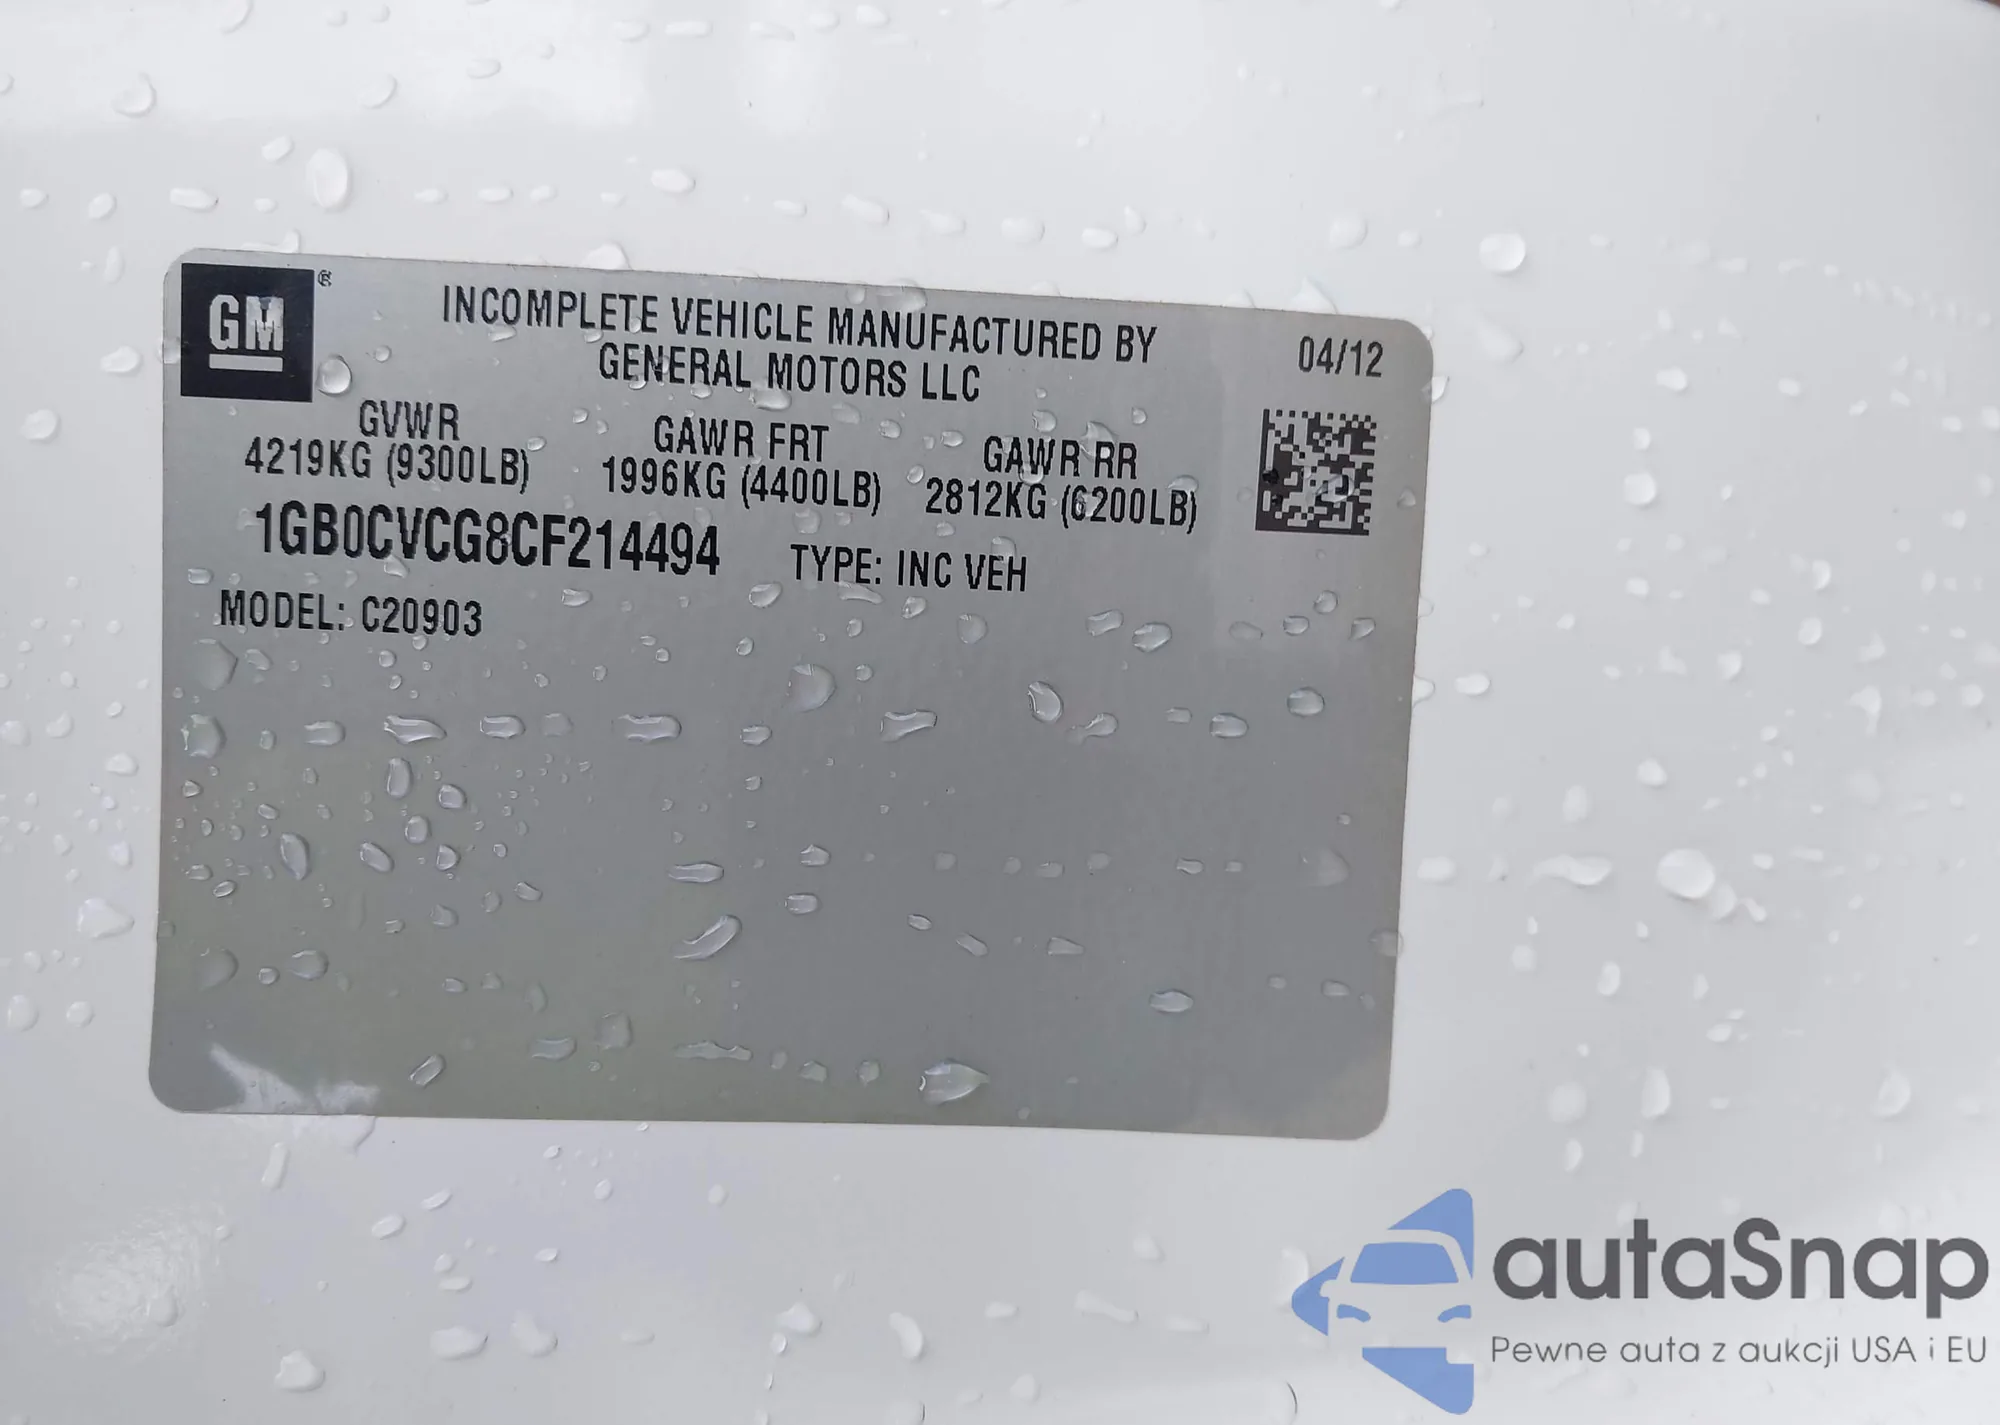 GM®
INCOMPLETE VEHICLE MANUFACTURED BY
GENERAL MOTORS LLC
04/12
GVWR
4219KG (9300LB)
GAWR FRT
1996KG (4400LB)
GAWR RR
2812KG (6200LB)
1GB0CVCG8CF214494
TYPE: INC VEH
MODEL: C20903
autaSnap
Pewne auta z aukcji USA i EU